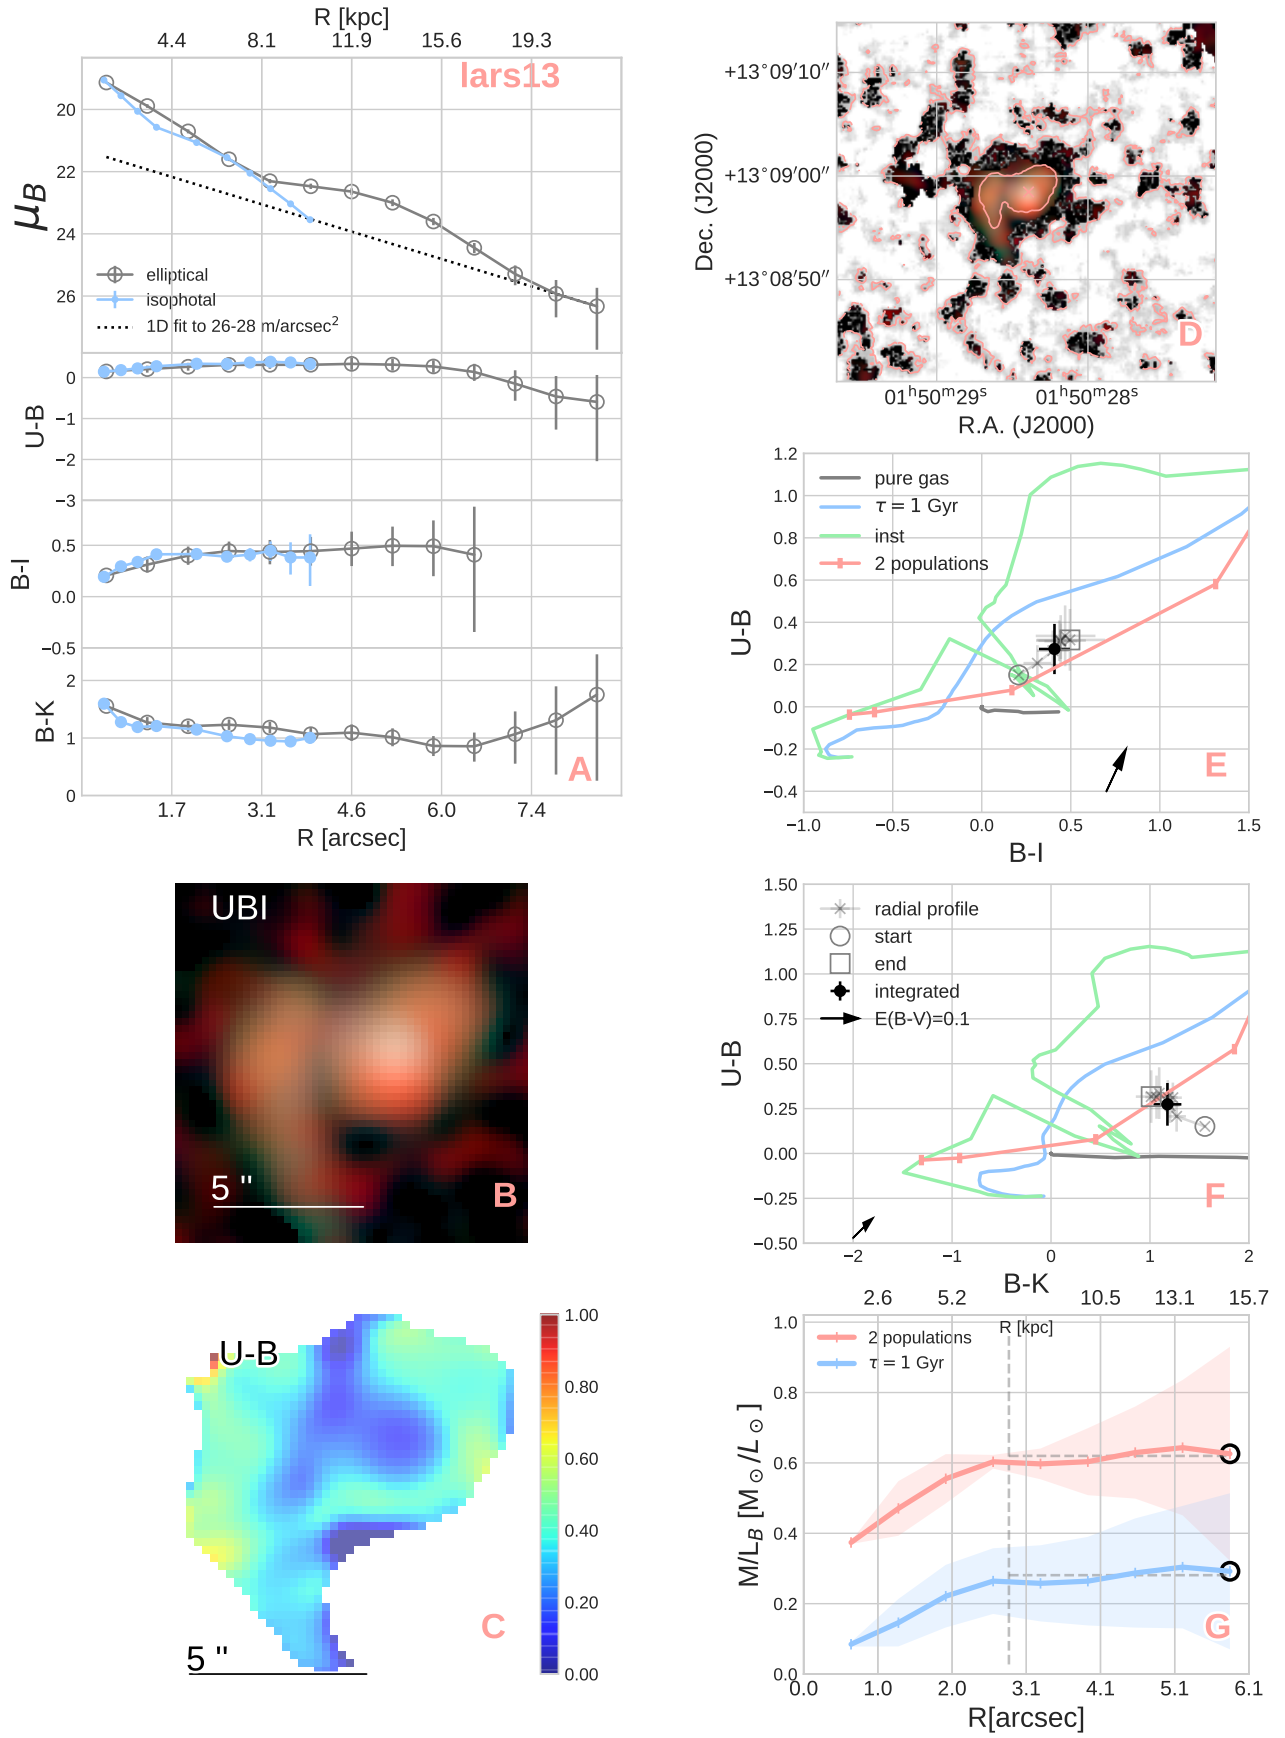 R [kpc]
4.4 8.1 11.9 15.6 19.3
lars13
20
22
24
26
μB
elliptical
isophotal
1D fit to 26-28 m/arcsec2
0
−1
−2
−3
U-B
0.5
0.0
−0.5
B-I
2
1
0
B-K
A
1.7 3.1 4.6 6.0 7.4
R [arcsec]
+13°09′10″
+13°09′00″
+13°08′50″
Dec. (J2000)
D
01h50m29s 01h50m28s
R.A. (J2000)
1.2
1.0
0.8
0.6
0.4
0.2
0.0
−0.2
−0.4
U-B
pure gas
τ = 1 Gyr
inst
2 populations
E
−1.0 −0.5 0.0 0.5 1.0 1.5
B-I
UBI
5 "
B
1.50
1.25
1.00
0.75
0.50
0.25
0.00
−0.25
−0.50
U-B
radial profile
start
end
integrated
E(B-V)=0.1
F
−2 −1 0 1 2
B-K
U-B
5 "
C
1.00
0.80
0.60
0.40
0.20
0.00
2.6 5.2 10.5 13.1 15.7
R [kpc]
1.0
0.8
0.6
0.4
0.2
0.0
M/LB [M⊙/L⊙]
2 populations
τ = 1 Gyr
G
0.0 1.0 2.0 3.1 4.1 5.1 6.1
R[arcsec]